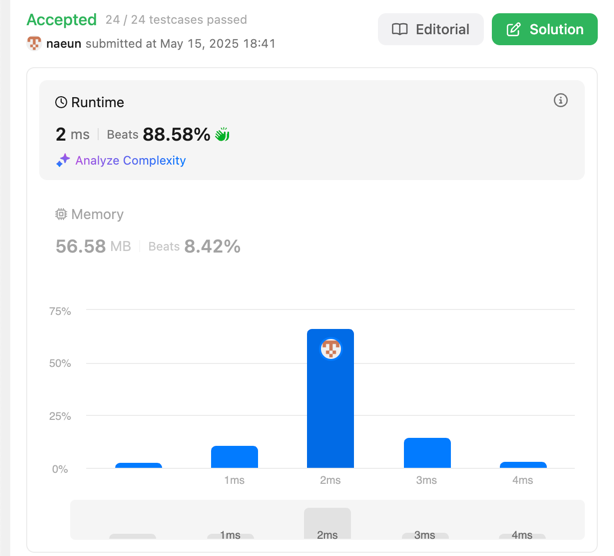 Accepted 24 / 24 testcases passed
Editorial
Solution
naeun submitted at May 15, 2025 18:41
Runtime
2 ms | Beats 88.58%
Analyze Complexity
Memory
56.58 MB | Beats 8.42%
75%
50%
25%
0%
1ms 2ms 3ms 4ms
1ms 2ms 3ms 4ms